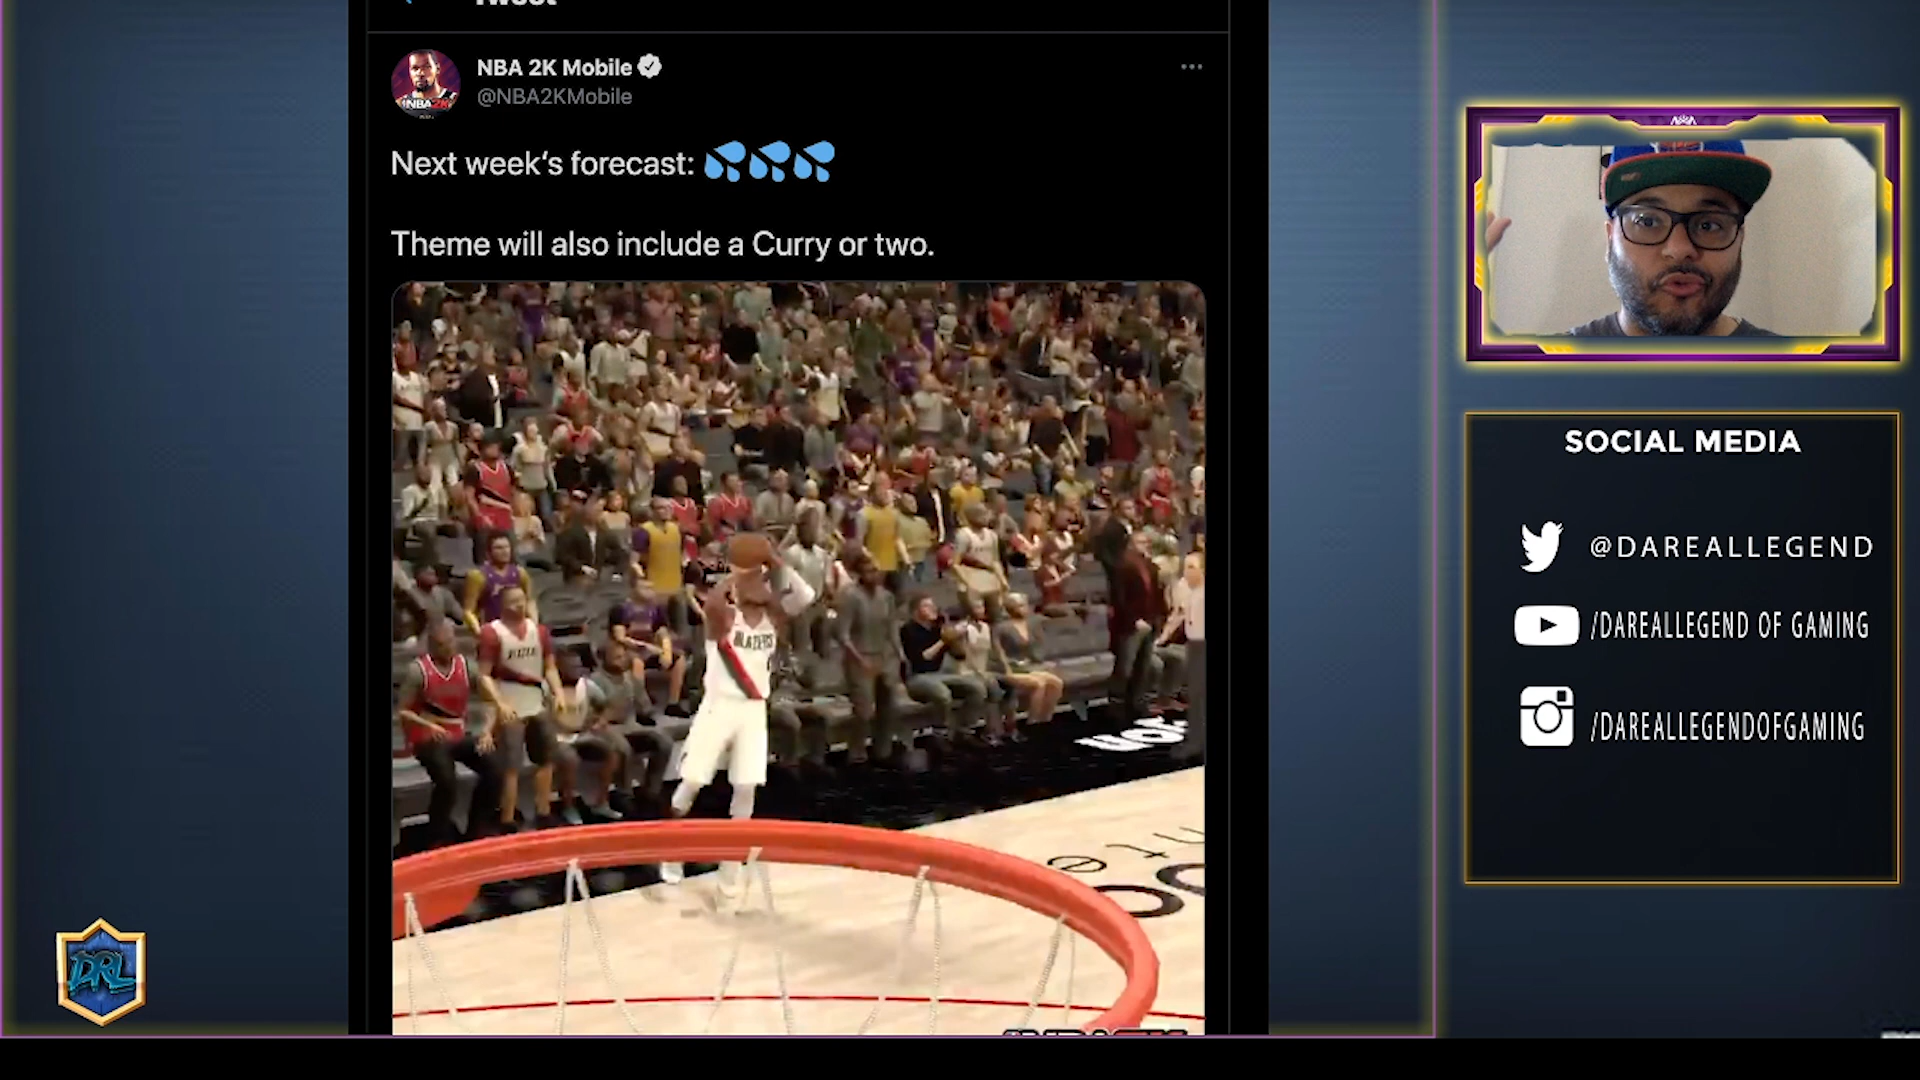 Tweet
NBA 2K Mobile
@NBA2KMobile
Next week's forecast: 💦💦💦
Theme will also include a Curry or two.
NBA2K
BLAZERS
SOCIAL MEDIA
@DAREALLEGEND
/DAREALLEGEND OF GAMING
/DAREALLEGENDOFGAMING
DRL